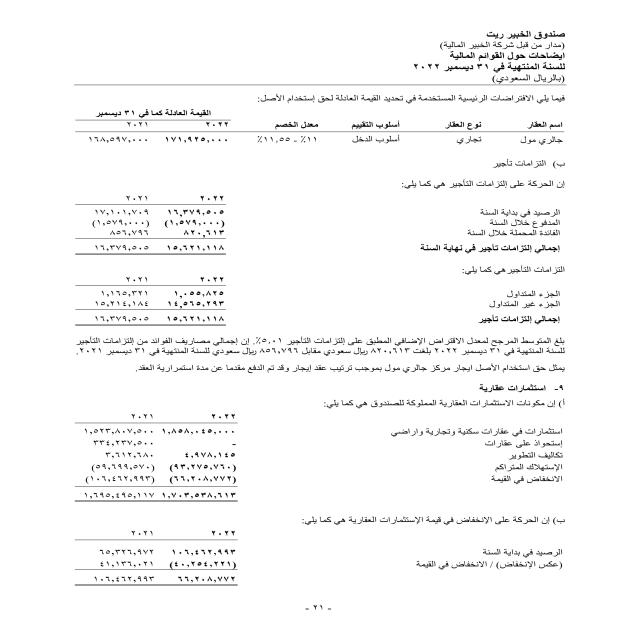 صندوق الخبير ريت
(مدار من قبل شركة الخبير المالية)
إيضاحات حول القوائم المالية
للسنة المنتهية في ٣١ ديسمبر ٢٠٢٢
(بالريال السعودي)
فيما يلي الافتراضات الرئيسية المستخدمة في تحديد القيمة العادلة لحق إستخدام الأصل:
القيمة العادلة كما في ٣١ ديسمبر
اسم العقار نوع العقار أسلوب التقييم معدل الخصم ٢٠٢٢ ٢٠٢١
جالري مول تجاري أسلوب الدخل ١١٪ - ١١,٥٥٪ ١٧١,٩٢٥,٠٠٠ ١٦٨,٥٩٧,٠٠٠
ب) التزامات تأجير
إن الحركة على إلتزامات التأجير هي كما يلي:
٢٠٢٢ ٢٠٢١
الرصيد في بداية السنة ١٦,٣٧٩,٥٠٥ ١٧,١٠١,٧٠٩
المدفوع خلال السنة (١,٥٧٩,٠٠٠) (١,٥٧٩,٠٠٠)
الفائدة المحملة خلال السنة ٨٢٠,٦١٣ ٨٥٦,٧٩٦
إجمالي إلتزامات تأجير في نهاية السنة ١٥,٦٢١,١١٨ ١٦,٣٧٩,٥٠٥
التزامات التأجير هي كما يلي:
٢٠٢٢ ٢٠٢١
الجزء المتداول ١,٠٥٥,٨٢٥ ١,١٦٥,٣٢١
الجزء غير المتداول ١٤,٥٦٥,٢٩٣ ١٥,٢١٤,١٨٤
إجمالي إلتزامات تأجير ١٥,٦٢١,١١٨ ١٦,٣٧٩,٥٠٥
بلغ المتوسط المرجح لمعدل الاقتراض الإضافي المطبق على إلتزامات التأجير ٥,٠١٪. إن إجمالي مصاريف الفوائد من إلتزامات التأجير
للسنة المنتهية في ٣١ ديسمبر ٢٠٢٢ بلغت ٨٢٠,٦١٣ ريال سعودي مقابل ٨٥٦,٧٩٦ ريال سعودي للسنة المنتهية في ٣١ ديسمبر ٢٠٢١.
يمثل حق استخدام الأصل ايجار مركز جالري مول بموجب ترتيب عقد إيجار وقد تم الدفع مقدما عن مدة استمرارية العقد.
٩- استثمارات عقارية
أ) إن مكونات الاستثمارات العقارية المملوكة للصندوق هي كما يلي:
٢٠٢٢ ٢٠٢١
استثمارات في عقارات سكنية وتجارية واراضي ١,٨٥٨,٠٤٥,٠٠٠ ١,٥٢٣,٨٠٧,٥٠٠
إستحواذ على عقارات - ٣٣٤,٢٣٧,٥٠٠
تكاليف التطوير ٤,٩٧٨,١٤٥ ٣,٦١٢,٦٨٠
الإستهلاك المتراكم (٩٣,٢٧٥,٧٦٠) (٥٩,٦٩٩,٥٧٠)
الانخفاض في القيمة (٦٦,٢٠٨,٧٧٢) (١٠٦,٤٦٢,٩٩٣)
١,٧٠٣,٥٣٨,٦١٣ ١,٦٩٥,٤٩٥,١١٧
ب) إن الحركة على الإنخفاض في قيمة الإستثمارات العقارية هي كما يلي:
٢٠٢٢ ٢٠٢١
الرصيد في بداية السنة ١٠٦,٤٦٢,٩٩٣ ٦٥,٣٢٦,٩٧٢
(عكس الإنخفاض) / الانخفاض في القيمة (٤٠,٢٥٤,٢٢١) ٤١,١٣٦,٠٢١
٦٦,٢٠٨,٧٧٢ ١٠٦,٤٦٢,٩٩٣
- ٢١ -